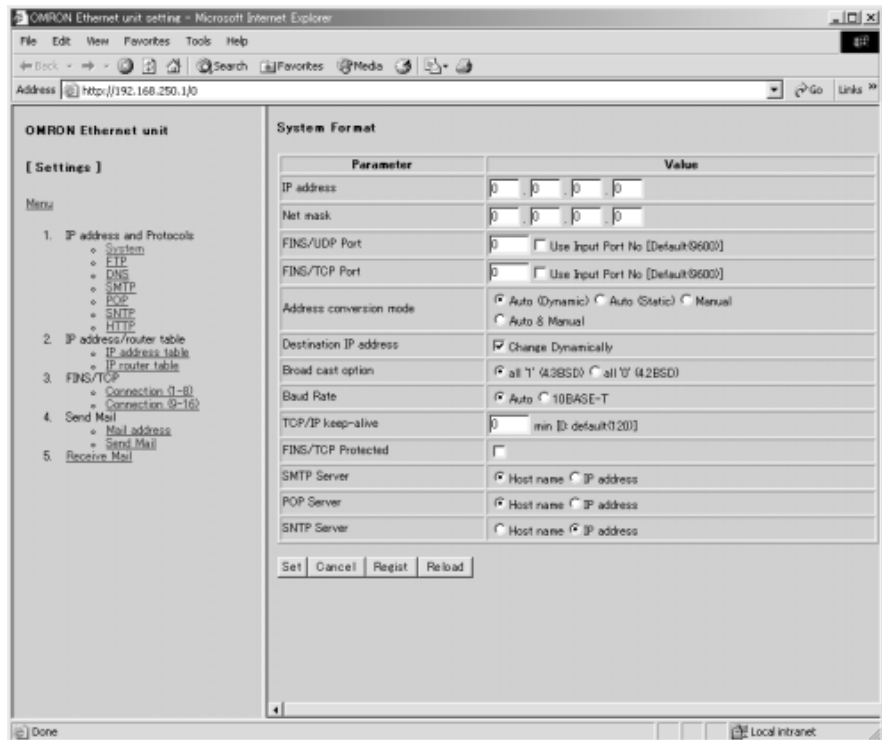 OMRON Ethernet unit setting - Microsoft Internet Explorer
File Edit View Favorites Tools Help
Back Search Favorites Media
Address http://192.168.250.1/0 Go Links »
OMRON Ethernet unit
[ Settings ]
Menu
1. IP address and Protocols
System
FTP
DNS
SMTP
POP
SNTP
HTTP
2. IP address/router table
IP address table
IP router table
3. FINS/TCP
Connection (1-8)
Connection (9-16)
4. Send Mail
Mail address
Send Mail
5. Receive Mail
System Format
Parameter Value
IP address 0 . 0 . 0 . 0
Net mask 0 . 0 . 0 . 0
FINS/UDP Port 0 Use Input Port No [Default(9600)]
FINS/TCP Port 0 Use Input Port No [Default(9600)]
Address conversion mode Auto (Dynamic) Auto (Static) Manual
Auto & Manual
Destination IP address Change Dynamically
Broad cast option all '1' (4.3BSD) all '0' (4.2BSD)
Baud Rate Auto 10BASE-T
TCP/IP keep-alive 0 min [0: default(120)]
FINS/TCP Protected
SMTP Server Host name IP address
POP Server Host name IP address
SNTP Server Host name IP address
Set Cancel Regist Reload
Done Local intranet